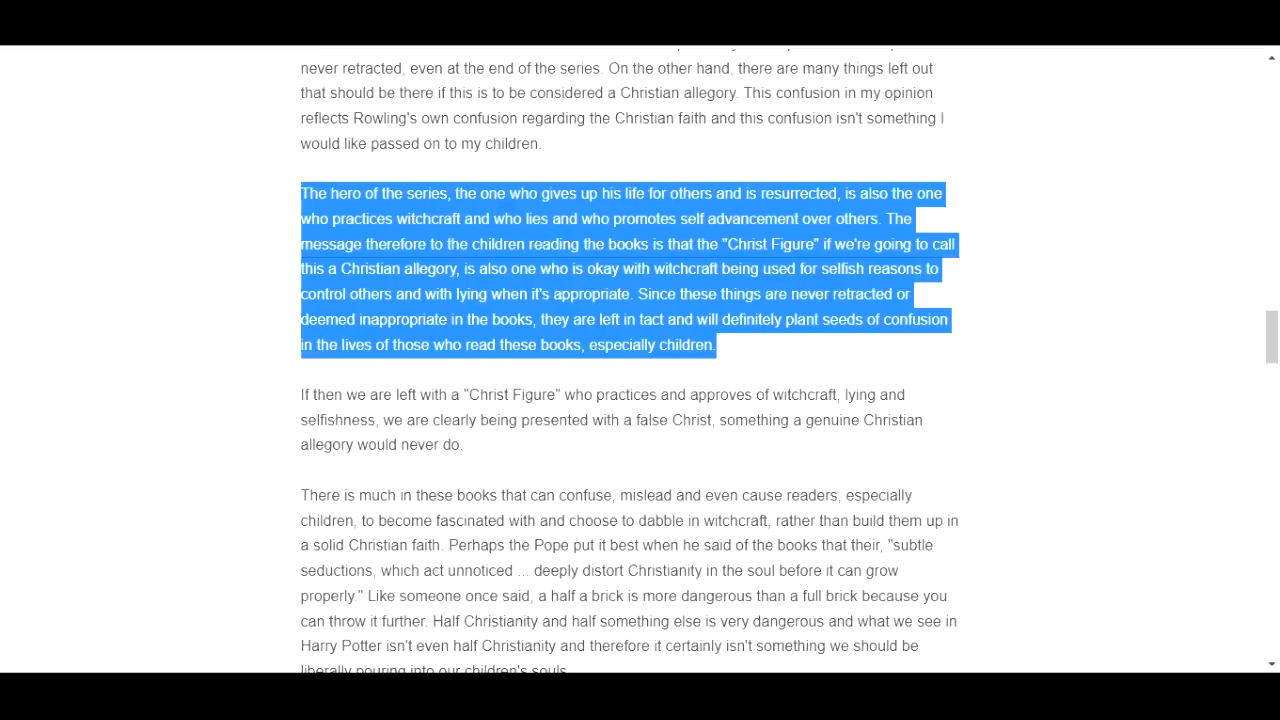 never retracted, even at the end of the series. On the other hand, there are many things left out
that should be there if this is to be considered a Christian allegory. This confusion in my opinion
reflects Rowling's own confusion regarding the Christian faith and this confusion isn't something I
would like passed on to my children.
The hero of the series, the one who gives up his life for others and is resurrected, is also the one
who practices witchcraft and who lies and who promotes self advancement over others. The
message therefore to the children reading the books is that the "Christ Figure" if we're going to call
this a Christian allegory, is also one who is okay with witchcraft being used for selfish reasons to
control others and with lying when it's appropriate. Since these things are never retracted or
deemed inappropriate in the books, they are left in tact and will definitely plant seeds of confusion
in the lives of those who read these books, especially children.
If then we are left with a "Christ Figure" who practices and approves of witchcraft, lying and
selfishness, we are clearly being presented with a false Christ, something a genuine Christian
allegory would never do.
There is much in these books that can confuse, mislead and even cause readers, especially
children, to become fascinated with and choose to dabble in witchcraft, rather than build them up in
a solid Christian faith. Perhaps the Pope put it best when he said of the books that their, "subtle
seductions, which act unnoticed ... deeply distort Christianity in the soul before it can grow
properly." Like someone once said, a half a brick is more dangerous than a full brick because you
can throw it further. Half Christianity and half something else is very dangerous and what we see in
Harry Potter isn't even half Christianity and therefore it certainly isn't something we should be
liberally pouring into our children's souls.